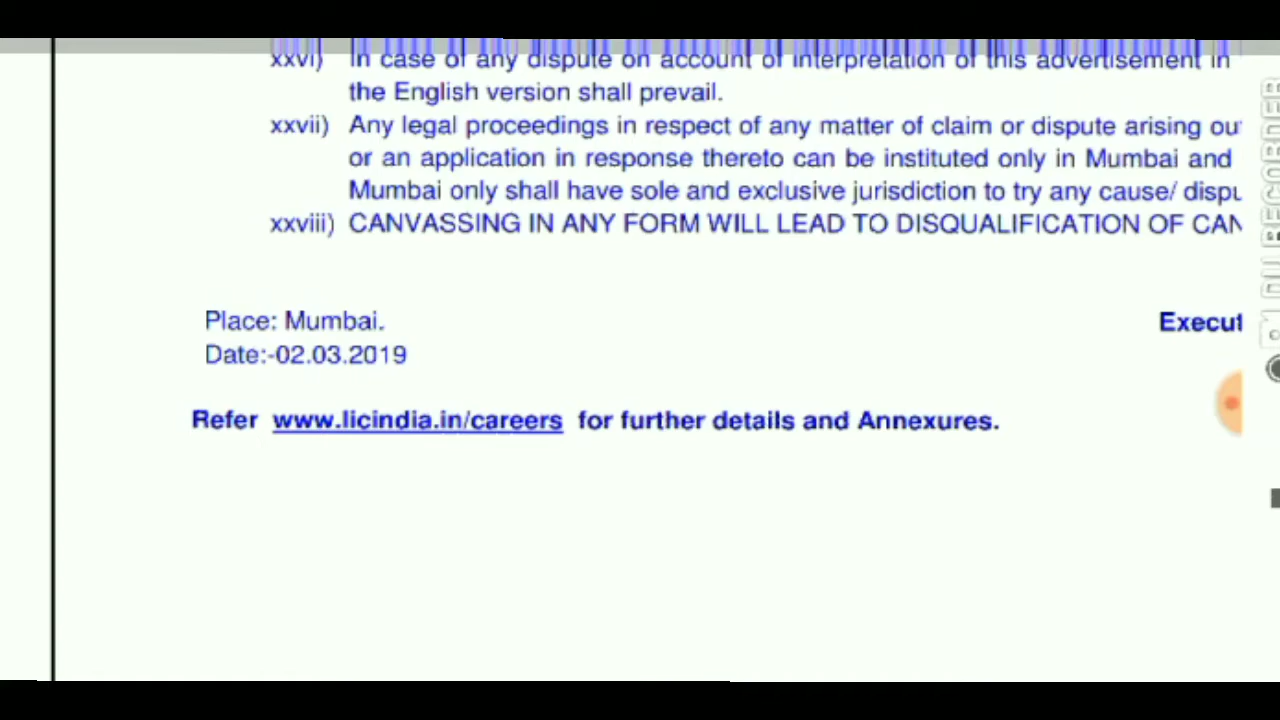 xxvi) In case of any dispute on account of interpretation of this advertisement in
the English version shall prevail.
xxvii) Any legal proceedings in respect of any matter of claim or dispute arising
or an application in response thereto can be instituted only in Mumbai and
Mumbai only shall have sole and exclusive jurisdiction to try any cause/
xxviii) CANVASSING IN ANY FORM WILL LEAD TO DISQUALIFICATION OF
Place: Mumbai.
Date:-02.03.2019
Refer www.licindia.in/careers for further details and Annexures.
RECORDER